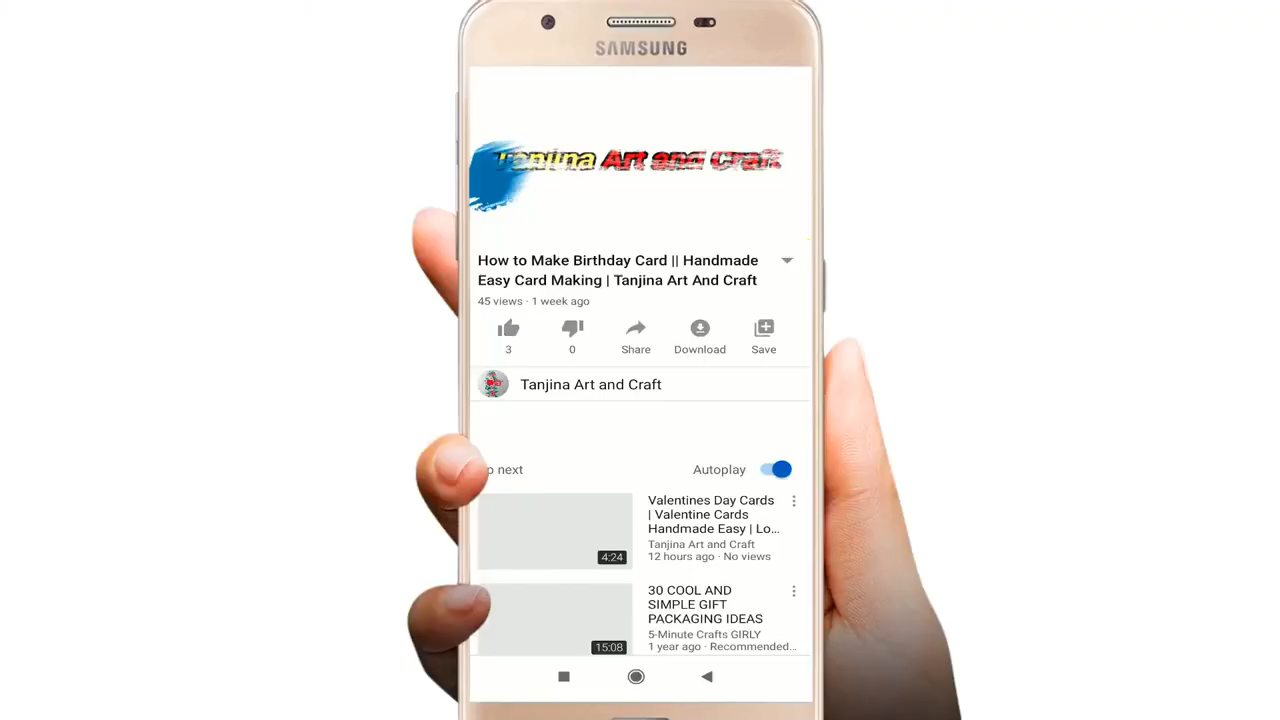 SAMSUNG
Tanjina Art and Craft
How to Make Birthday Card || Handmade
Easy Card Making | Tanjina Art And Craft
45 views · 1 week ago
3
0
Share
Download
Save
Tanjina Art and Craft
p next
Autoplay
Valentines Day Cards
| Valentine Cards
Handmade Easy | Lo...
Tanjina Art and Craft
12 hours ago · No views
4:24
30 COOL AND
SIMPLE GIFT
PACKAGING IDEAS
5-Minute Crafts GIRLY
1 year ago · Recommended...
15:08